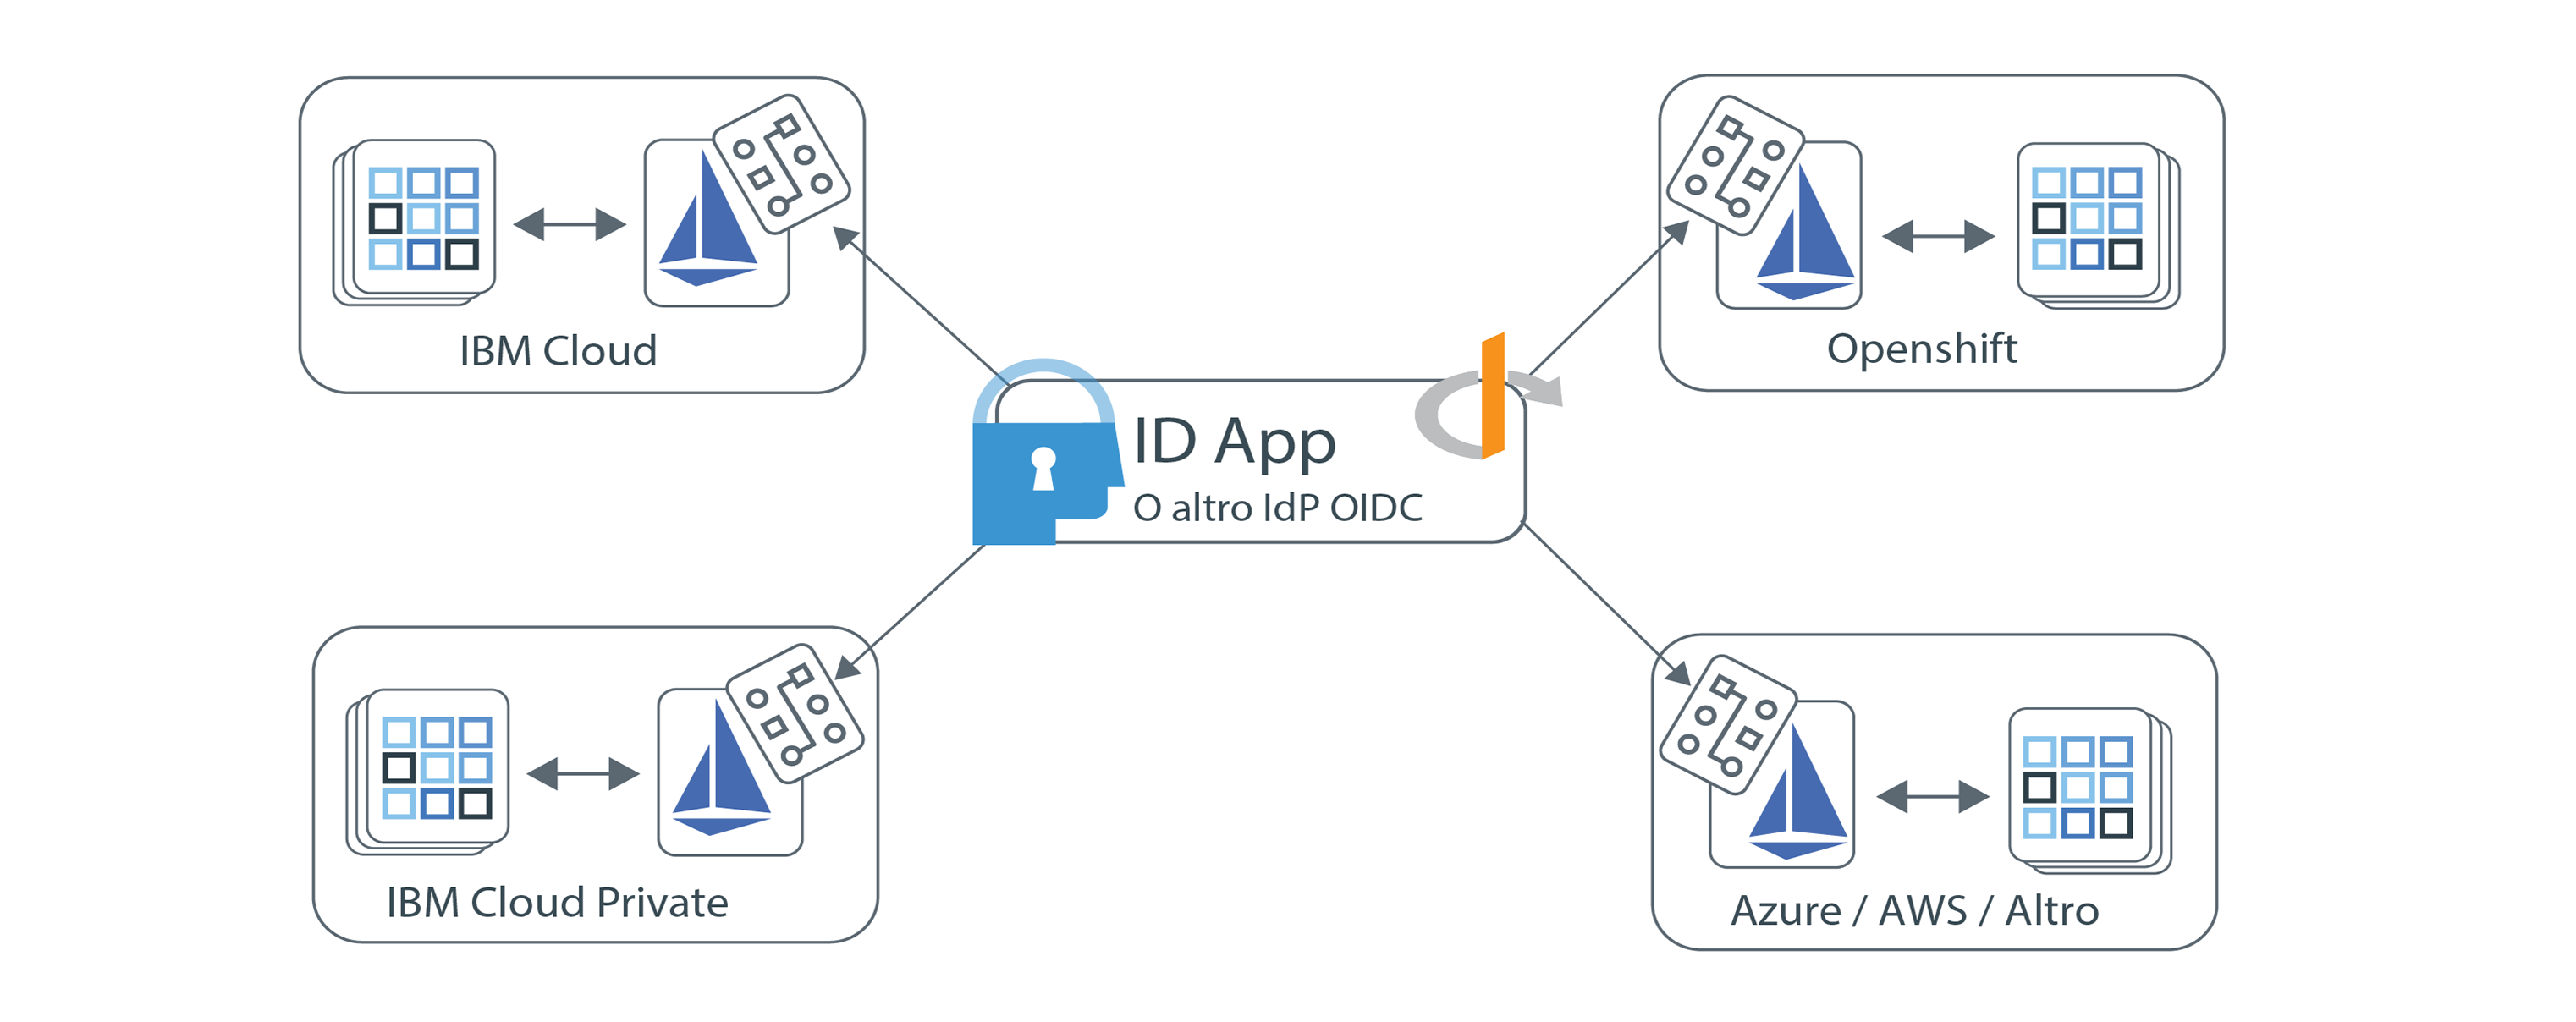 IBM Cloud
Openshift
ID App
O altro IdP OIDC
IBM Cloud Private
Azure / AWS / Altro